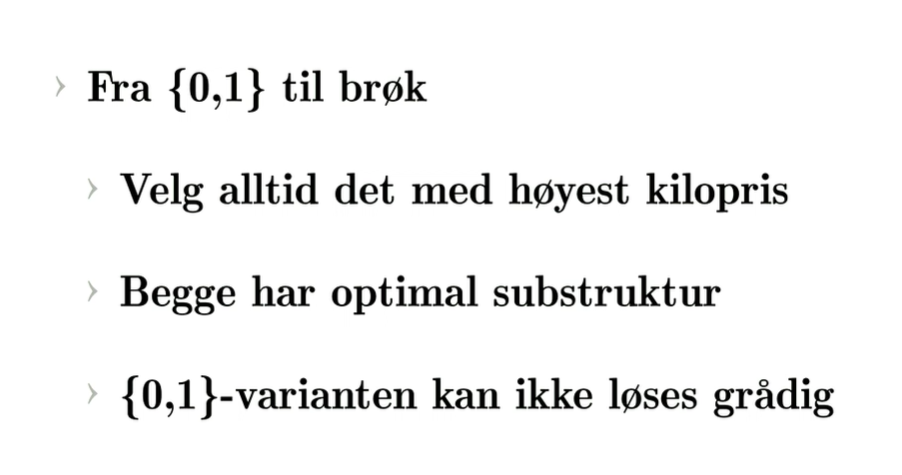 Fra {0,1} til brøk
Velg alltid det med høyest kilopris
Begge har optimal substruktur
{0,1}-varianten kan ikke løses grådig